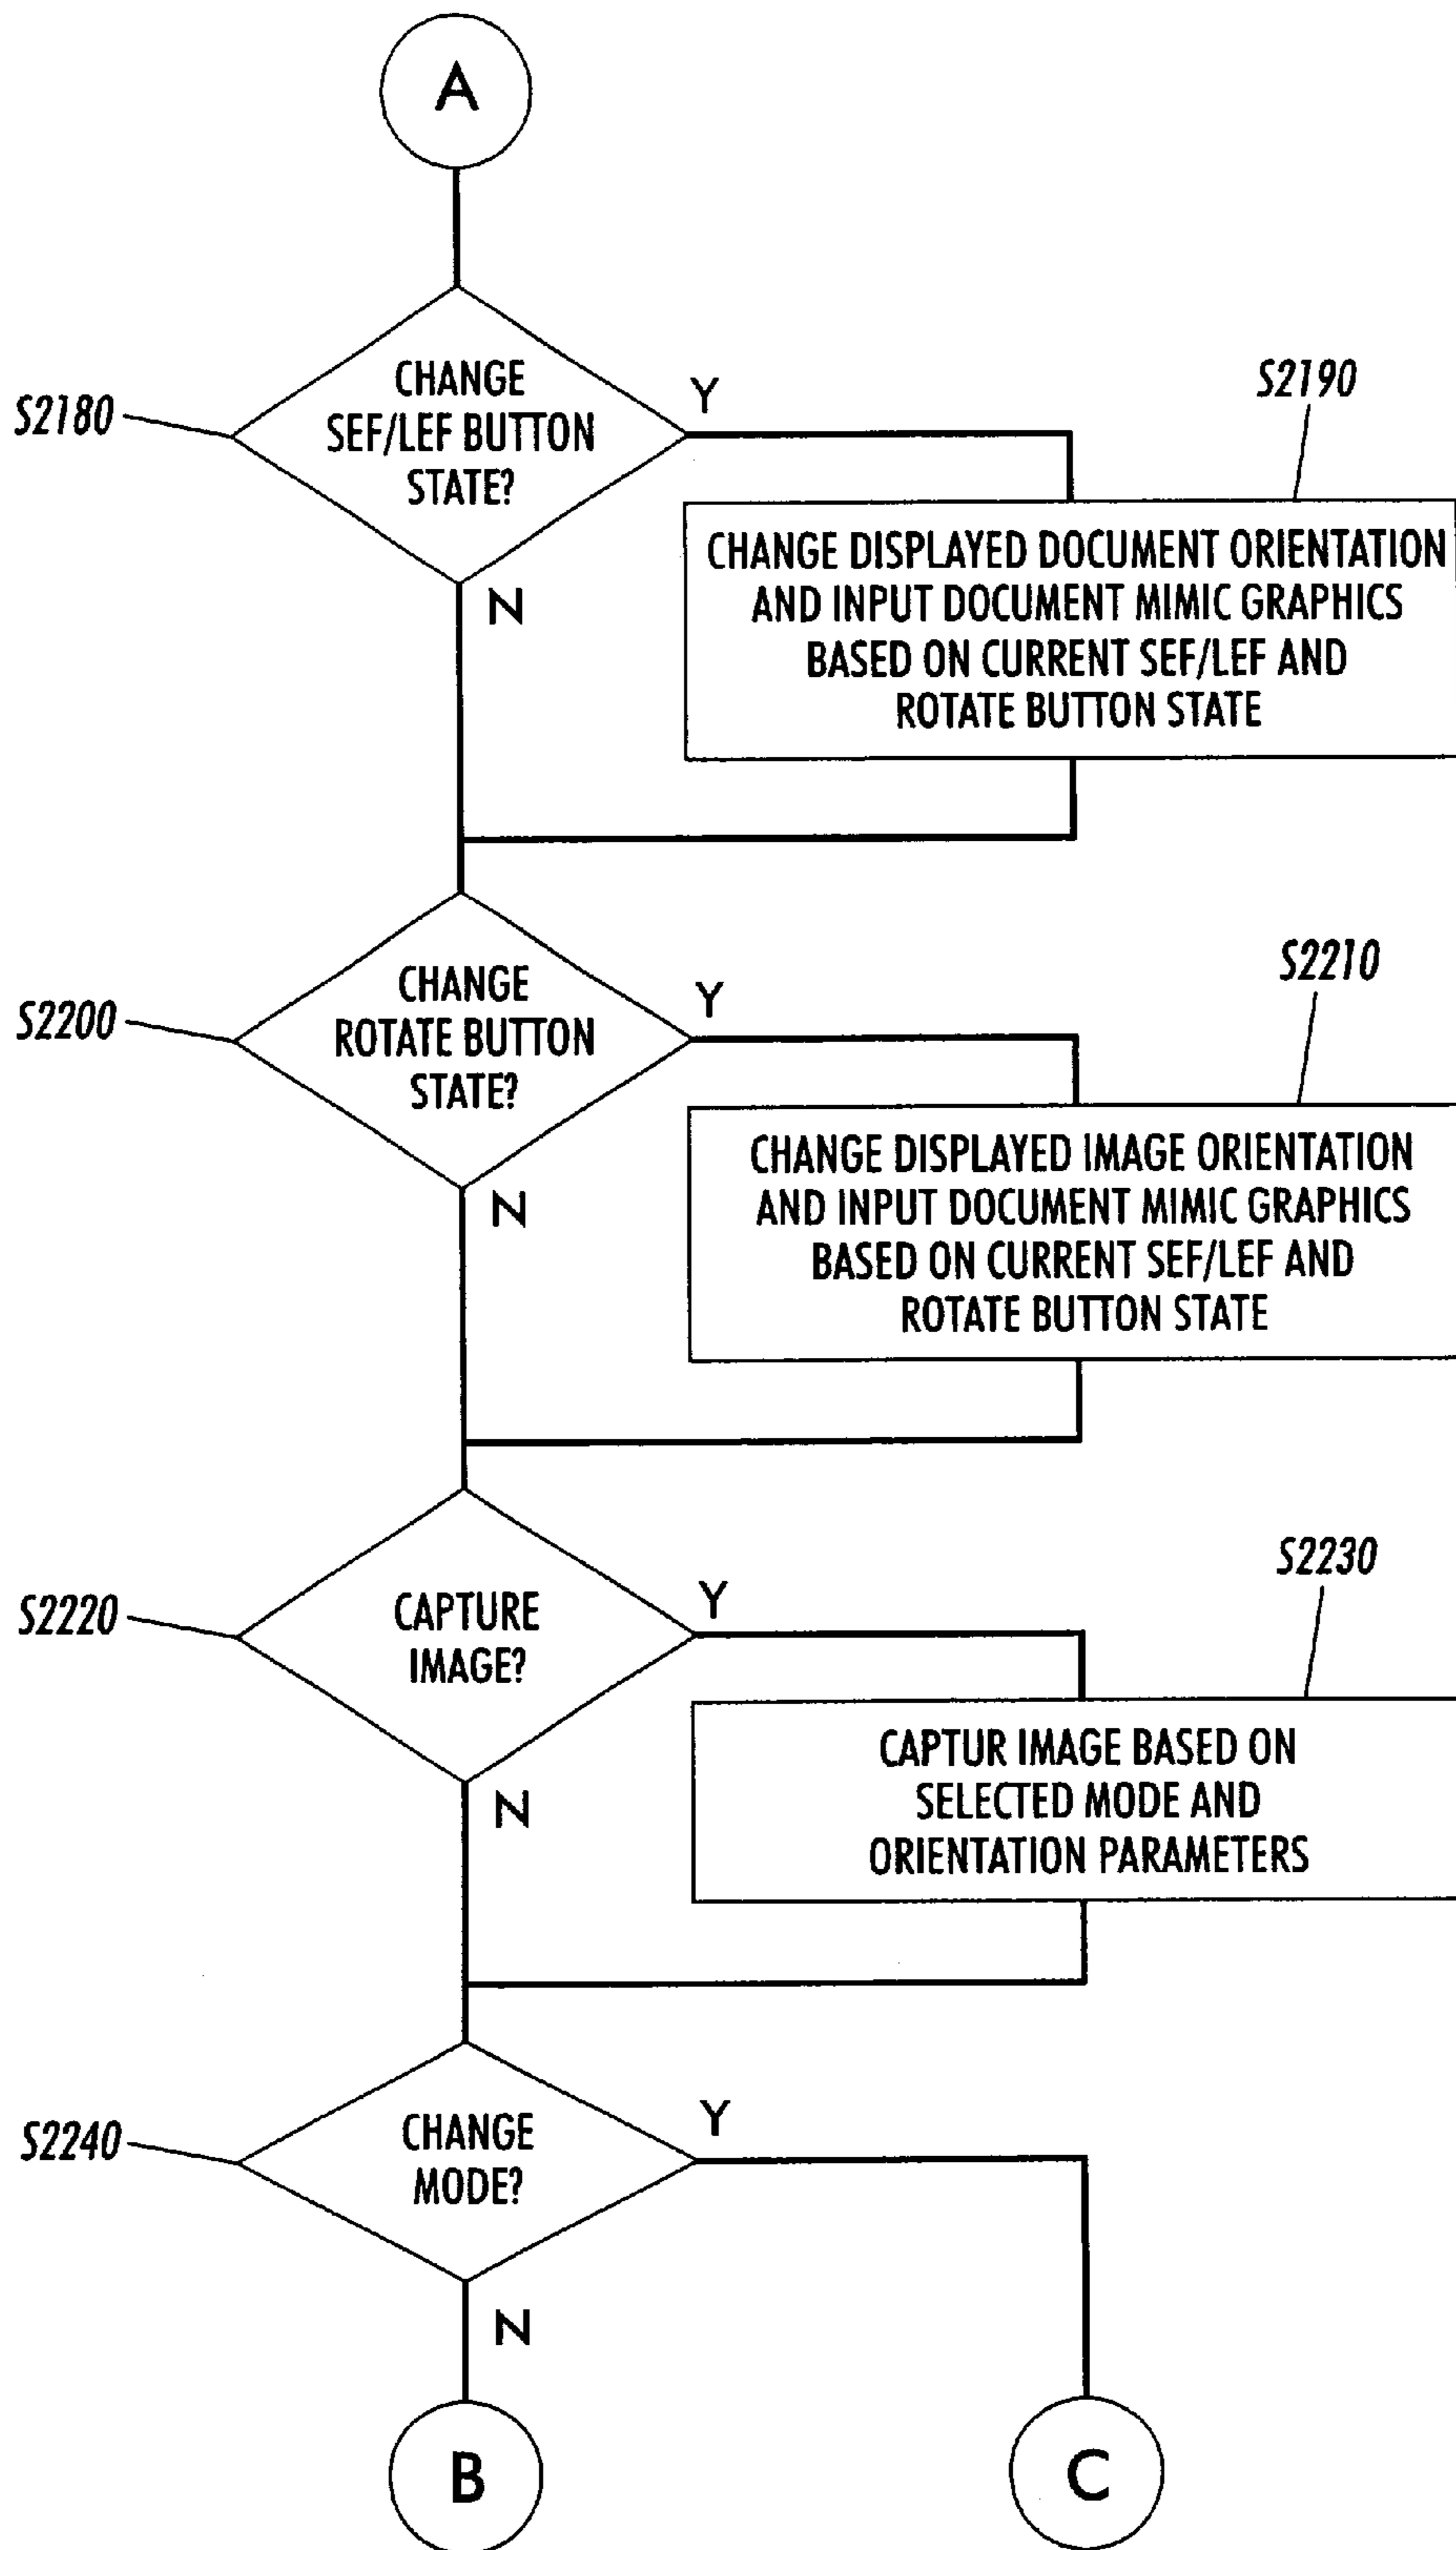 A
CHANGE
SEF/LEF BUTTON
STATE?
S2180
Y
N
S2190
CHANGE DISPLAYED DOCUMENT ORIENTATION
AND INPUT DOCUMENT MIMIC GRAPHICS
BASED ON CURRENT SEF/LEF AND
ROTATE BUTTON STATE
CHANGE
ROTATE BUTTON
STATE?
S2200
Y
N
S2210
CHANGE DISPLAYED IMAGE ORIENTATION
AND INPUT DOCUMENT MIMIC GRAPHICS
BASED ON CURRENT SEF/LEF AND
ROTATE BUTTON STATE
CAPTURE
IMAGE?
S2220
Y
N
S2230
CAPTUR IMAGE BASED ON
SELECTED MODE AND
ORIENTATION PARAMETERS
CHANGE
MODE?
S2240
Y
N
B
C